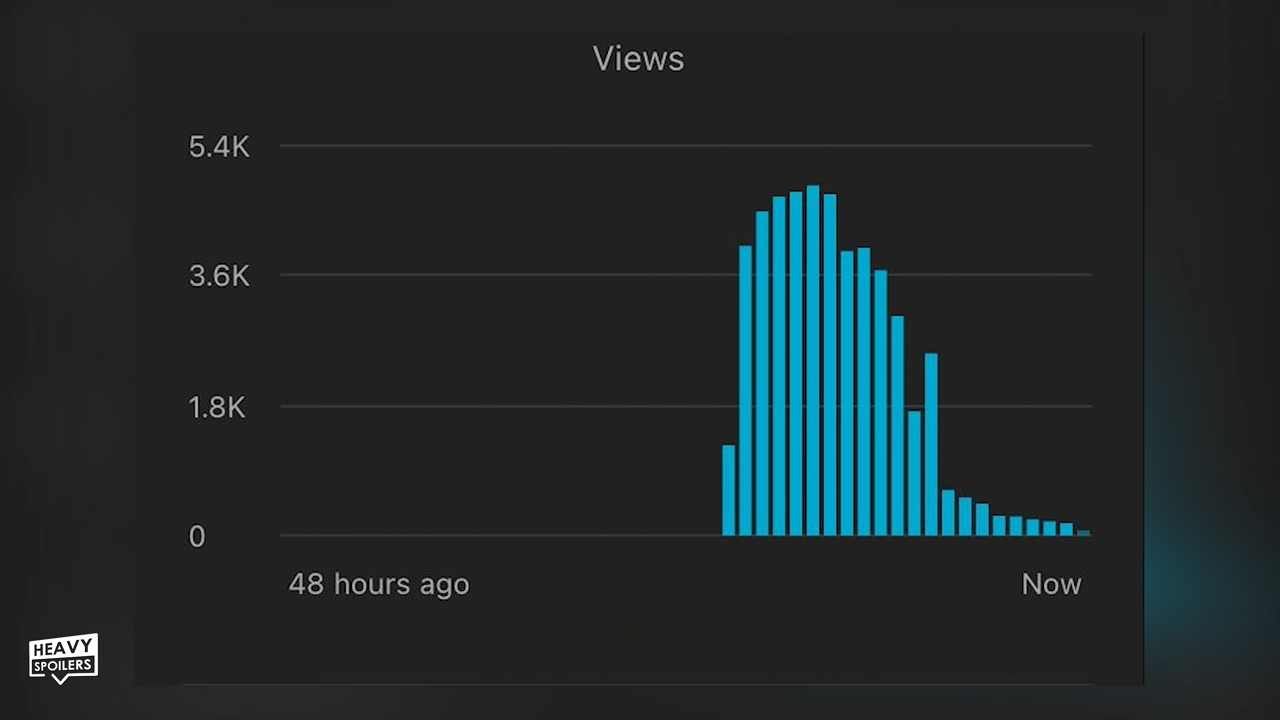 Views
5.4K
3.6K
1.8K
0
48 hours ago
Now
HEAVY
SPOILERS